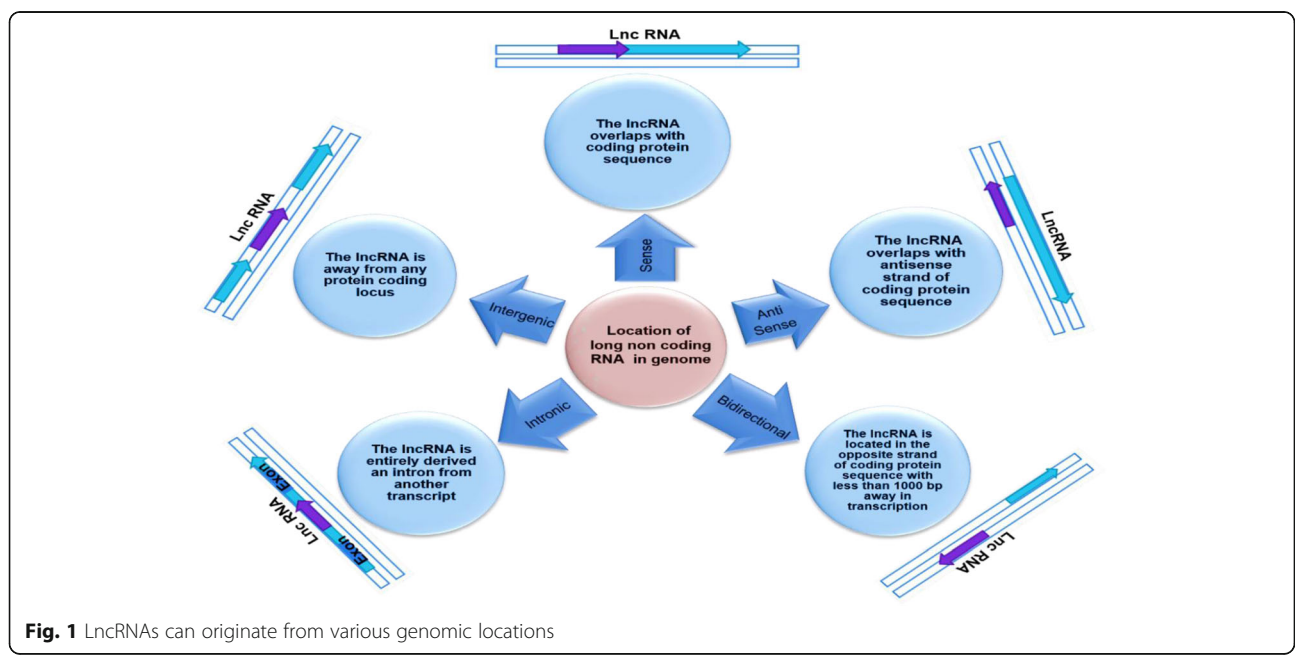 Lnc RNA
The lncRNA
overlaps with
coding protein
sequence
Sense
Lnc RNA
The lncRNA is
away from any
protein coding
locus
Intergenic
LncRNA
The lncRNA
overlaps with
antisense
strand of
coding protein
sequence
Anti
Sense
Location of
long non coding
RNA in genome
Intronic
The lncRNA is
entirely derived
an intron from
another
transcript
Exon
Lnc RNA
Exon
Bidirectional
The lncRNA is
located in the
opposite strand
of coding protein
sequence with
less than 1000 bp
away in
transcription
Lnc RNA
Fig. 1 LncRNAs can originate from various genomic locations